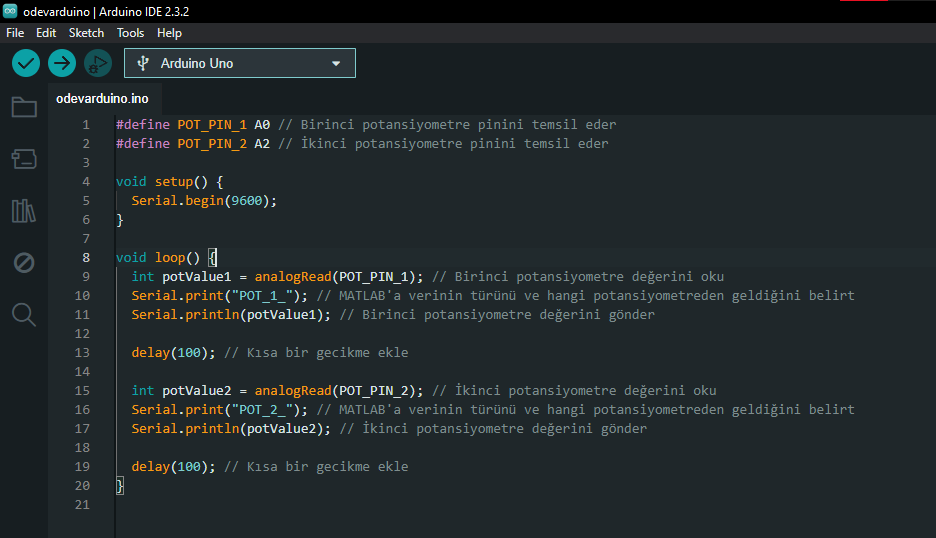 odevarduino | Arduino IDE 2.3.2
File Edit Sketch Tools Help
Arduino Uno
odevarduino.ino
1 #define POT_PIN_1 A0 // Birinci potansiyometre pinini temsil eder
2 #define POT_PIN_2 A2 // İkinci potansiyometre pinini temsil eder
3
4 void setup() {
5 Serial.begin(9600);
6 }
7
8 void loop() {
9 int potValue1 = analogRead(POT_PIN_1); // Birinci potansiyometre değerini oku
10 Serial.print("POT_1_"); // MATLAB'a verinin türünü ve hangi potansiyometreden geldiğini belirt
11 Serial.println(potValue1); // Birinci potansiyometre değerini gönder
12
13 delay(100); // Kısa bir gecikme ekle
14
15 int potValue2 = analogRead(POT_PIN_2); // İkinci potansiyometre değerini oku
16 Serial.print("POT_2_"); // MATLAB'a verinin türünü ve hangi potansiyometreden geldiğini belirt
17 Serial.println(potValue2); // İkinci potansiyometre değerini gönder
18
19 delay(100); // Kısa bir gecikme ekle
20 }
21